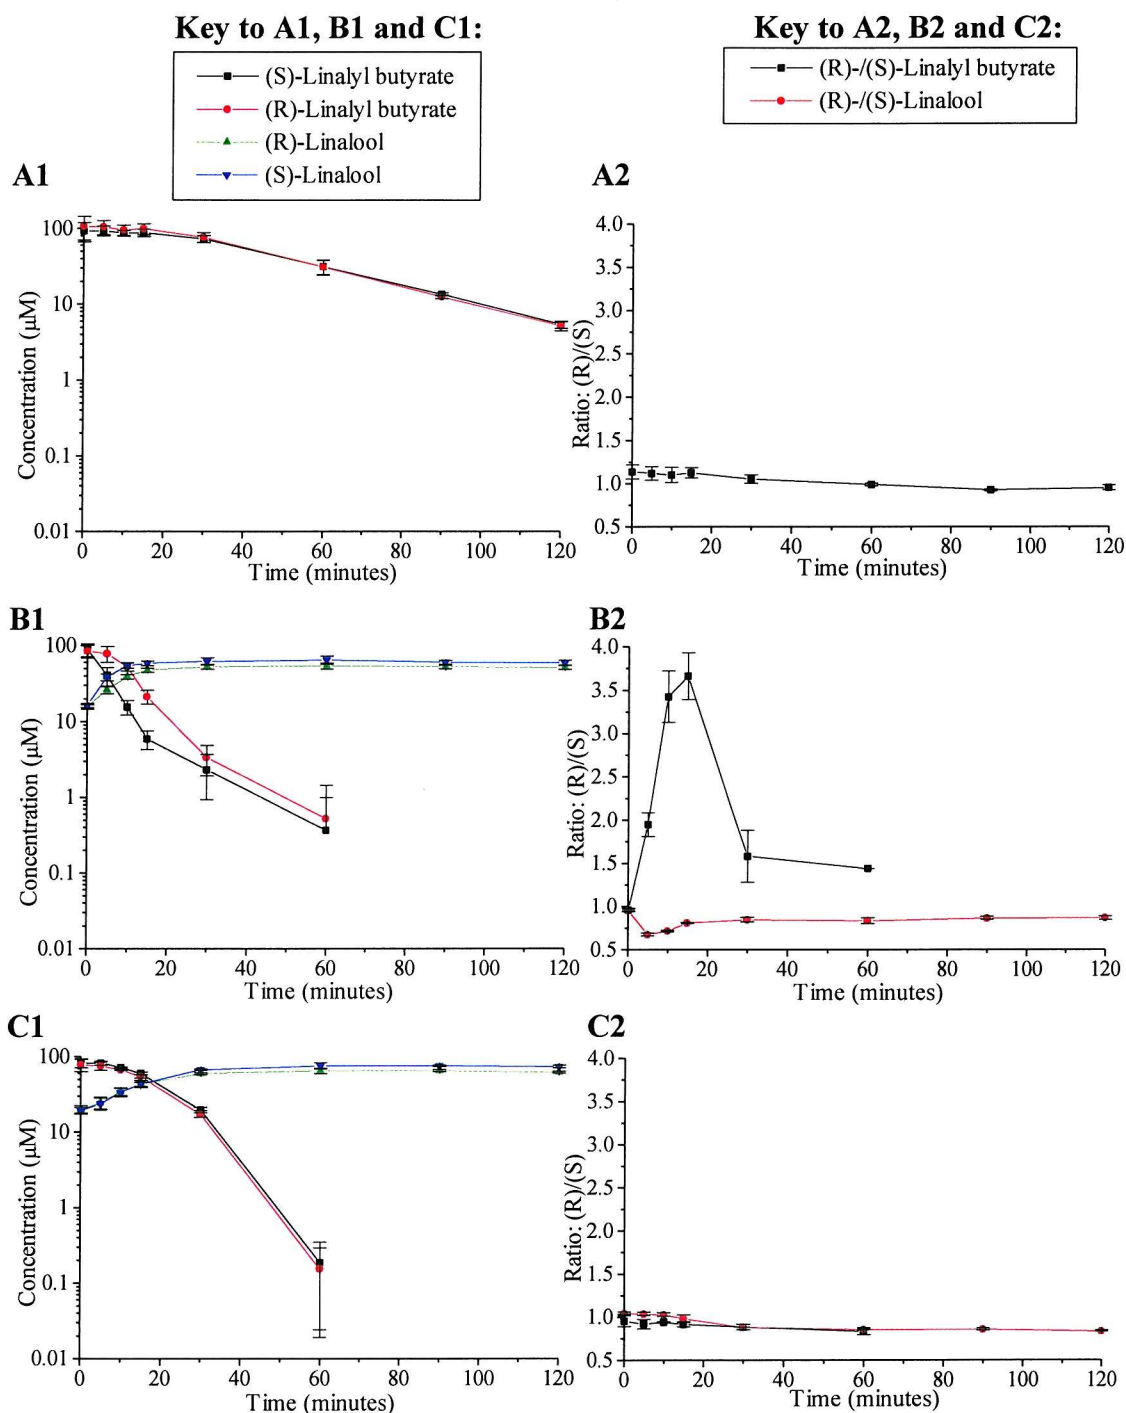 Key to A1, B1 and C1:
(S)-Linalyl butyrate
(R)-Linalyl butyrate
(R)-Linalool
(S)-Linalool
Key to A2, B2 and C2:
(R)-/(S)-Linalyl butyrate
(R)-/(S)-Linalool
A1
Concentration (µM)
100
10
1
0.1
0.01
0 20 40 60 80 100 120
Time (minutes)
A2
Ratio: (R)/(S)
4.0
3.5
3.0
2.5
2.0
1.5
1.0
0.5
0 20 40 60 80 100 120
Time (minutes)
B1
Concentration (µM)
100
10
1
0.1
0.01
0 20 40 60 80 100 120
Time (minutes)
B2
Ratio: (R)/(S)
4.0
3.5
3.0
2.5
2.0
1.5
1.0
0.5
0 20 40 60 80 100 120
Time (minutes)
C1
Concentration (µM)
100
10
1
0.1
0.01
0 20 40 60 80 100 120
Time (minutes)
C2
Ratio: (R)/(S)
4.0
3.5
3.0
2.5
2.0
1.5
1.0
0.5
0 20 40 60 80 100 120
Time (minutes)